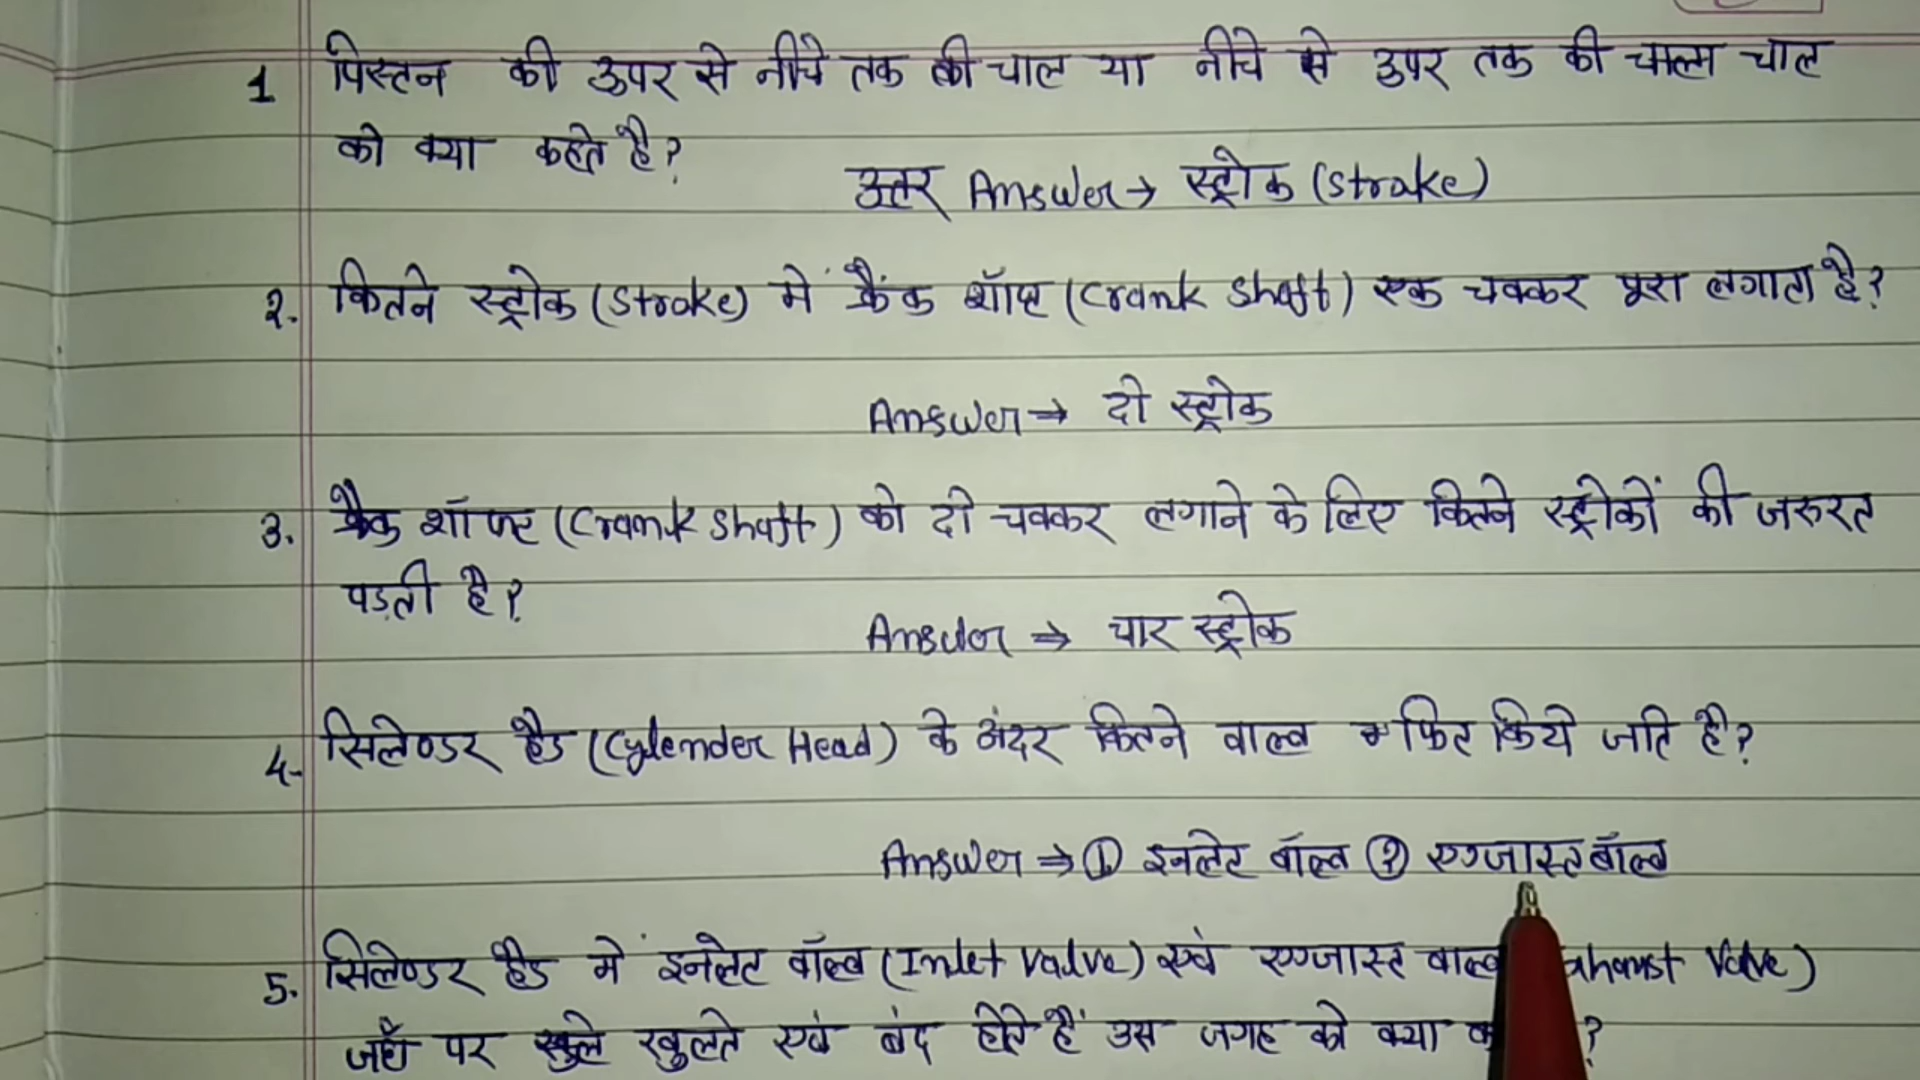 1 पिस्टन की ऊपर से नीचे तक की चाल या नीचे से उपर तक की चाल
को क्या कहते है?
उत्तर Answer → स्ट्रोक (Stroke)
2. कितने स्ट्रोक (Stroke) में क्रैंक शॉफ्ट (Crank Shaft) एक चक्कर पूरा लगाता है?
Answer → दो स्ट्रोक
3. क्रैंक शॉफ्ट (Crank Shaft) को दो चक्कर लगाने के लिए कितने स्ट्रोकों की जरुरत
पड़ती है?
Answer ⇒ चार स्ट्रोक
4- सिलेण्डर हैड (Cylender Head) के अंदर कितने वाल्व फिट किये जाते है?
Answer ⇒ ① इनलेट वॉल्व ② एग्जास्ट वॉल्व
5. सिलेण्डर हैड में इनलेट वॉल्व (Inlet Valve) एवं एग्जास्ट वाल्व Valve)
जहाँ पर खुलते एवं बंद होते हैं उस जगह को क्या ?